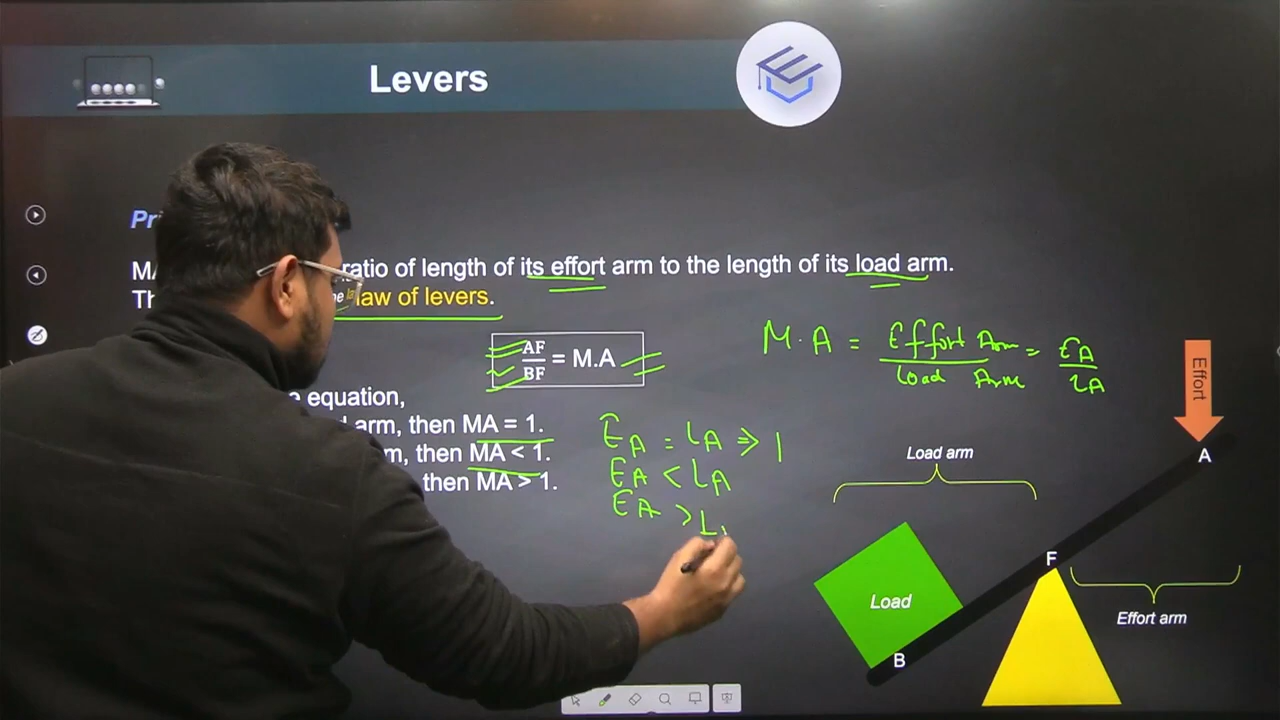 Levers
Pri
MA ratio of length of its effort arm to the length of its load arm.
Th law of levers.
AF/BF = M.A
M.A = Effort Arm / Load Arm = EA / LA
equation,
arm, then MA = 1.
m, then MA < 1.
, then MA > 1.
EA = LA ⇒ 1
EA < LA
EA > L
Effort
A
Load arm
F
Load
Effort arm
B